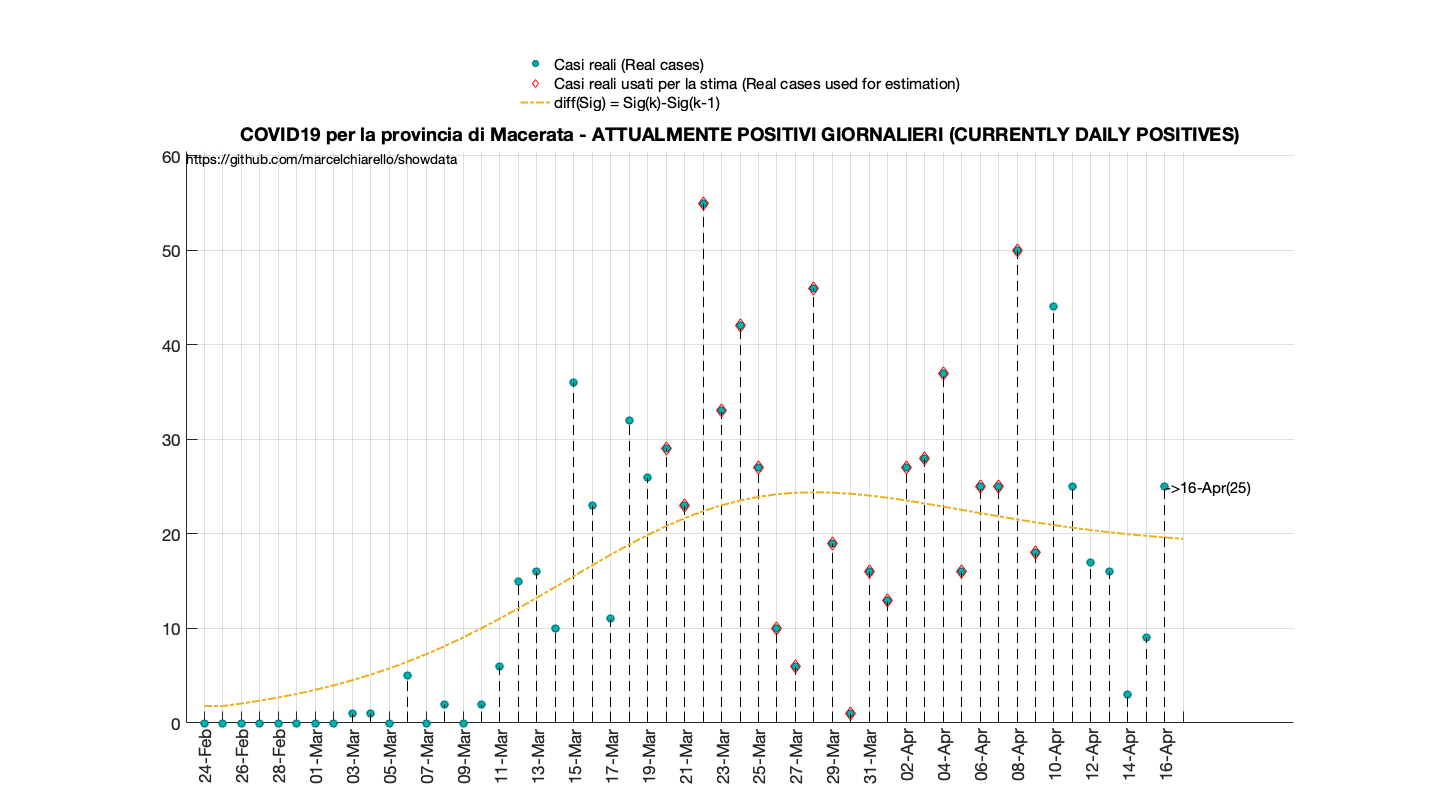 Casi reali (Real cases)
Casi reali usati per la stima (Real cases used for estimation)
diff(Sig) = Sig(k)-Sig(k-1)
COVID19 per la provincia di Macerata - ATTUALMENTE POSITIVI GIORNALIERI (CURRENTLY DAILY POSITIVES)
https://github.com/marcelchiarello/showdata
60
50
40
30
20
10
0
->16-Apr(25)
24-Feb
26-Feb
28-Feb
01-Mar
03-Mar
05-Mar
07-Mar
09-Mar
11-Mar
13-Mar
15-Mar
17-Mar
19-Mar
21-Mar
23-Mar
25-Mar
27-Mar
29-Mar
31-Mar
02-Apr
04-Apr
06-Apr
08-Apr
10-Apr
12-Apr
14-Apr
16-Apr